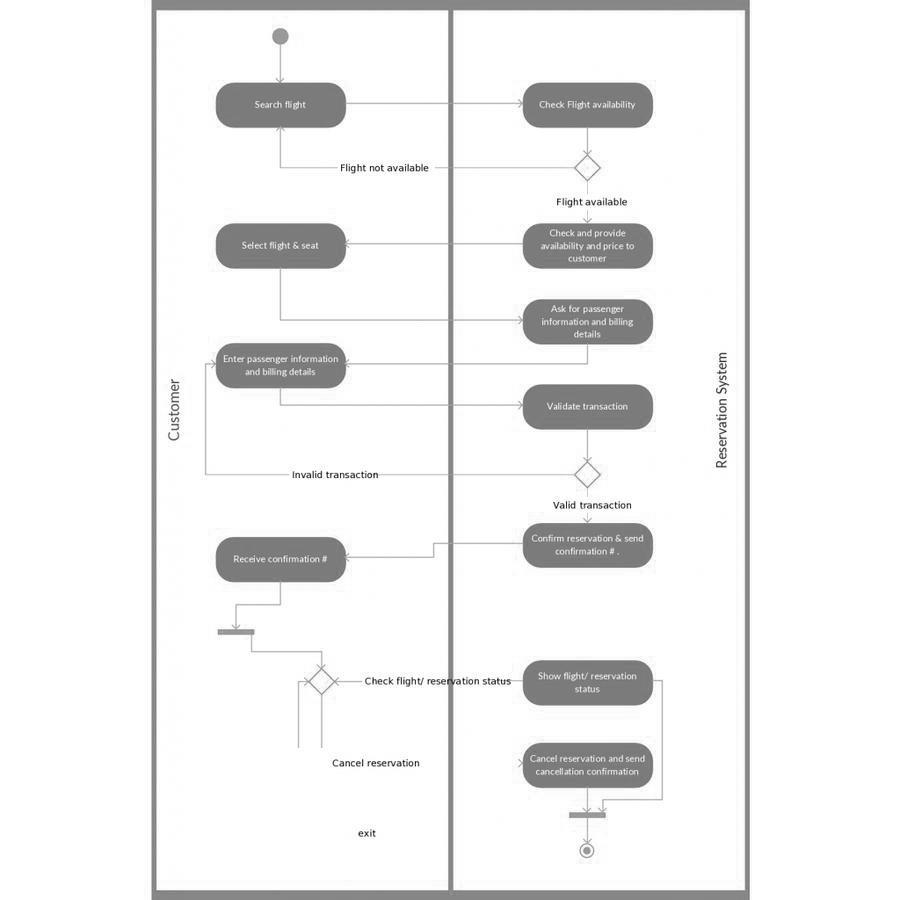 Search flight
Check Flight availability
Flight not available
Flight available
Select flight & seat
Check and provide
availability and price to
customer
Ask for passenger
information and billing
details
Enter passenger information
and billing details
Customer
Reservation System
Validate transaction
Invalid transaction
Valid transaction
Confirm reservation & send
confirmation # .
Receive confirmation #
Check flight/ reservation status
Show flight/ reservation
status
Cancel reservation
Cancel reservation and send
cancellation confirmation
exit